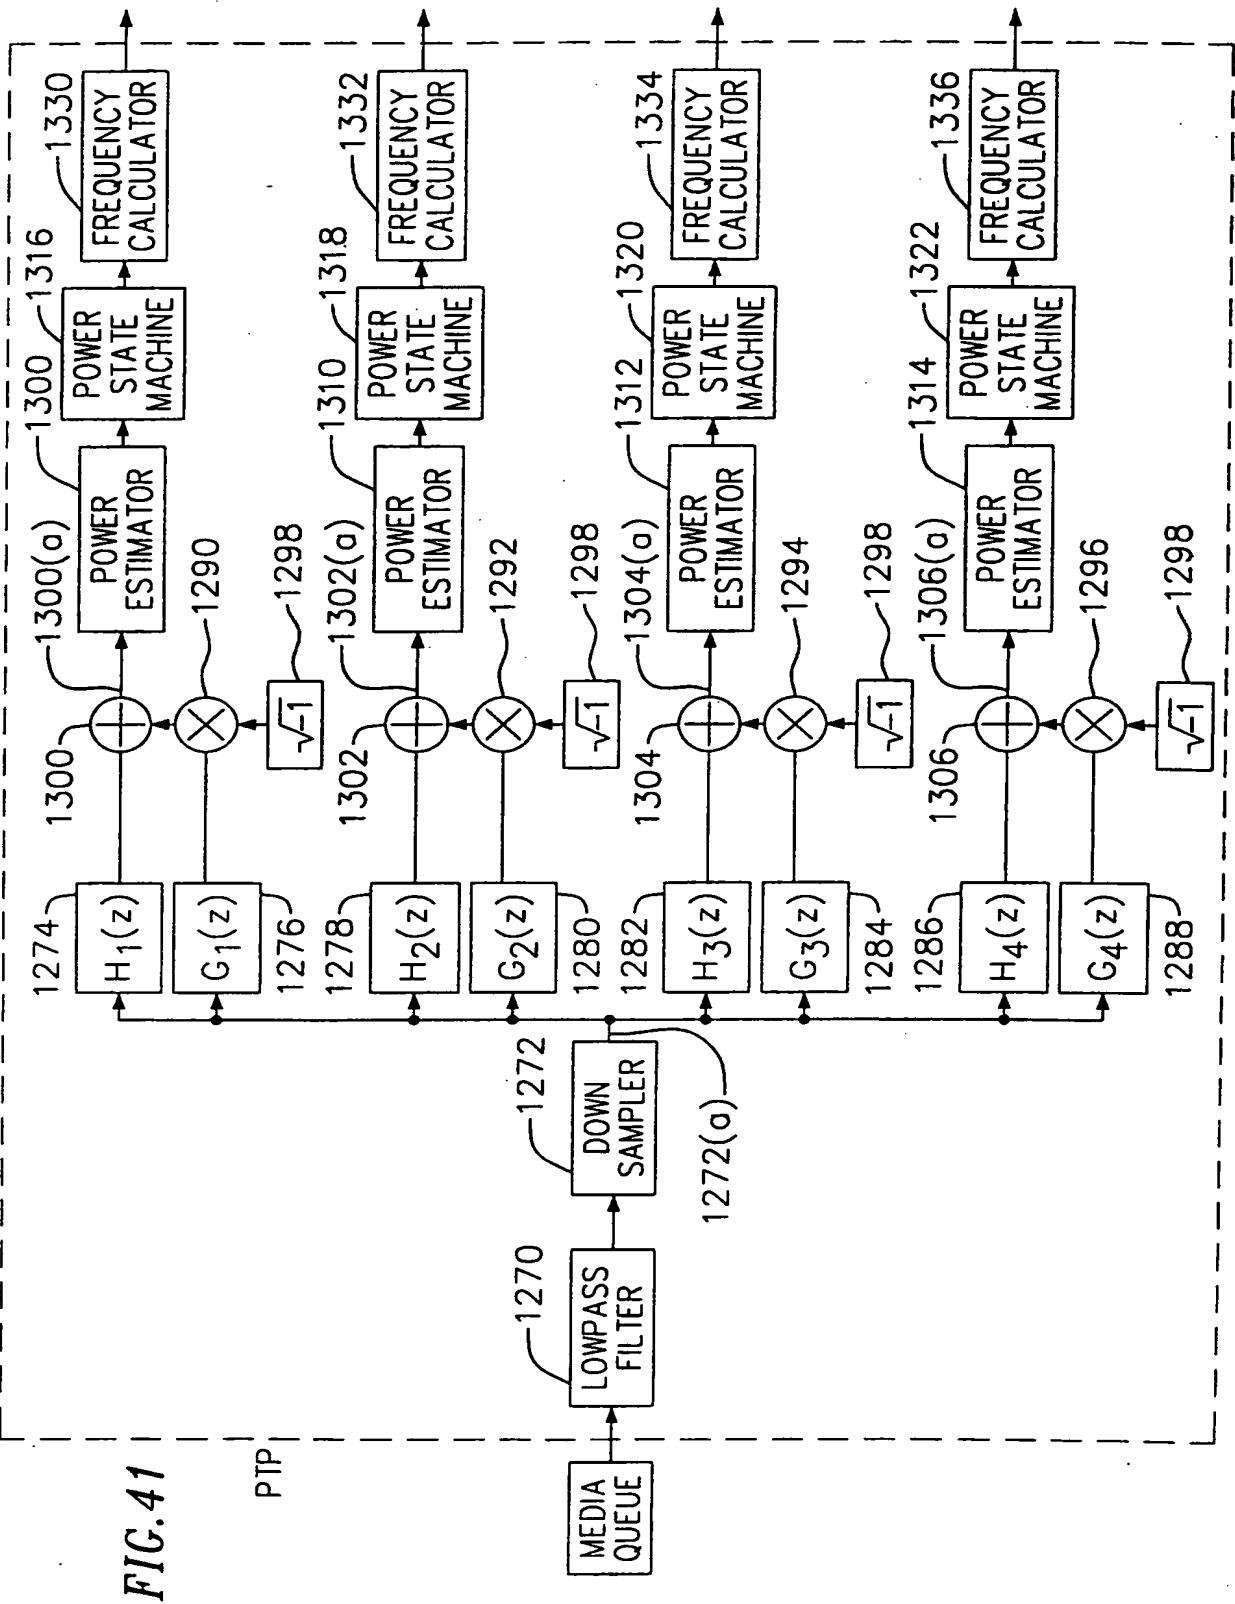 FIG.41
PTP
MEDIA
QUEUE
LOWPASS
FILTER
1270
DOWN
SAMPLER
1272
1272(a)
H1(z)
1274
G1(z)
1276
1300
1290
√-1
1298
1300(a)
POWER
ESTIMATOR
1300
POWER
STATE
MACHINE
1316
FREQUENCY
CALCULATOR
1330
H2(z)
1278
G2(z)
1280
1302
1292
√-1
1298
1302(a)
POWER
ESTIMATOR
1310
POWER
STATE
MACHINE
1318
FREQUENCY
CALCULATOR
1332
H3(z)
1282
G3(z)
1284
1304
1294
√-1
1298
1304(a)
POWER
ESTIMATOR
1312
POWER
STATE
MACHINE
1320
FREQUENCY
CALCULATOR
1334
H4(z)
1286
G4(z)
1288
1306
1296
√-1
1298
1306(a)
POWER
ESTIMATOR
1314
POWER
STATE
MACHINE
1322
FREQUENCY
CALCULATOR
1336